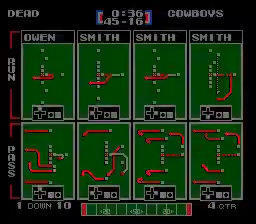 DEAD 0:36 COWBOYS
45-16
OWEN SMITH SMITH SMITH
RUN
PASS
1 DOWN 10 4 QTR